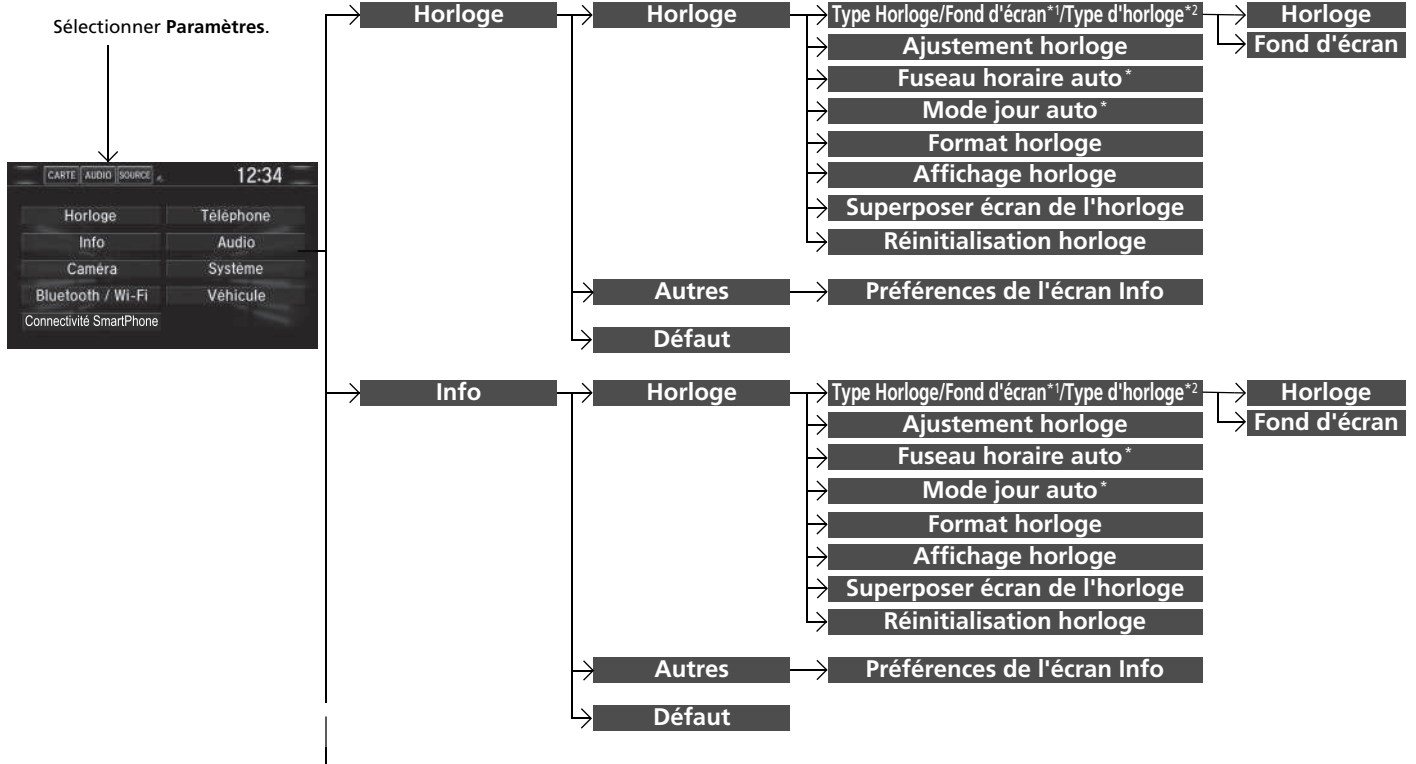 Sélectionner Paramètres.
CARTE AUDIO SOURCE 12:34
Horloge Téléphone
Info Audio
Caméra Système
Bluetooth / Wi-Fi Véhicule
Connectivité SmartPhone
Horloge
Horloge
Type Horloge/Fond d'écran*1/Type d'horloge*2
Horloge
Fond d'écran
Ajustement horloge
Fuseau horaire auto*
Mode jour auto*
Format horloge
Affichage horloge
Superposer écran de l'horloge
Réinitialisation horloge
Autres
Préférences de l'écran Info
Défaut
Info
Horloge
Type Horloge/Fond d'écran*1/Type d'horloge*2
Horloge
Fond d'écran
Ajustement horloge
Fuseau horaire auto*
Mode jour auto*
Format horloge
Affichage horloge
Superposer écran de l'horloge
Réinitialisation horloge
Autres
Préférences de l'écran Info
Défaut